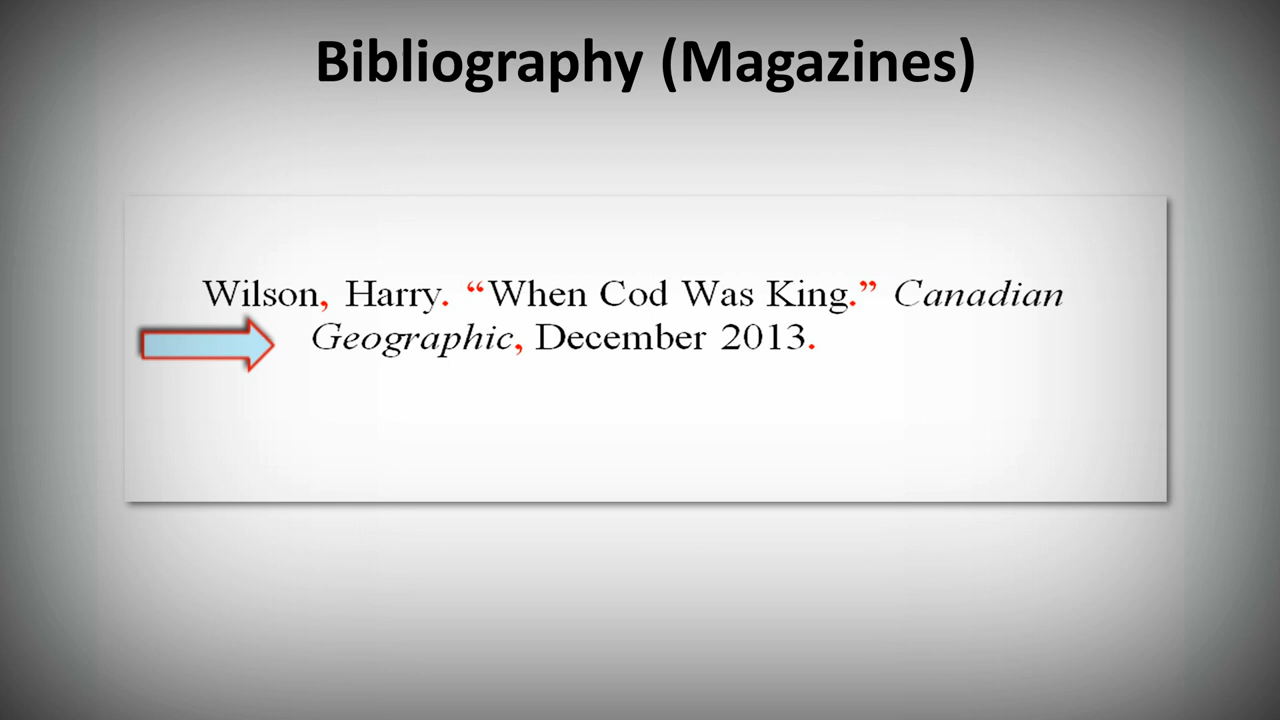 Bibliography (Magazines)
Wilson, Harry. “When Cod Was King.” Canadian
Geographic, December 2013.